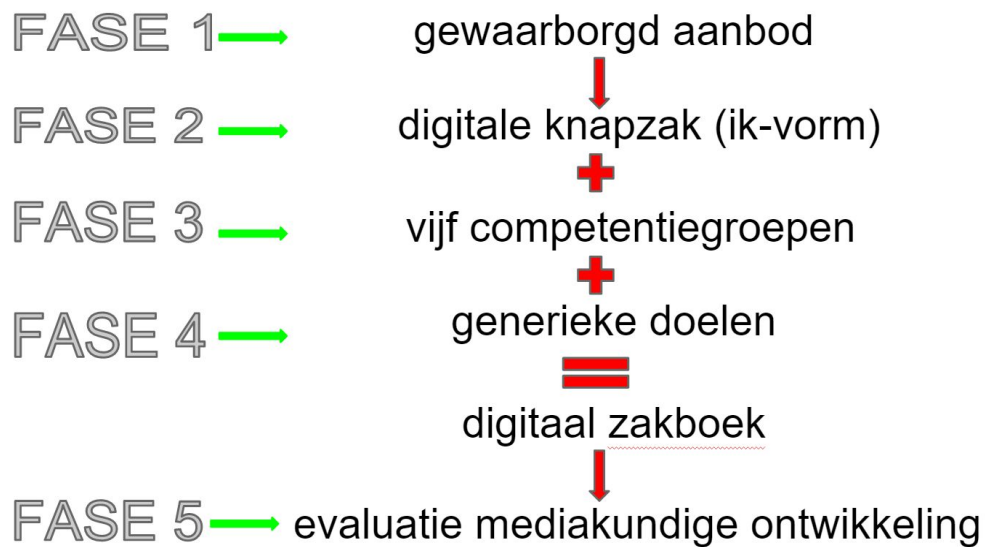 FASE 1 gewaarborgd aanbod
FASE 2 digitale knapzak (ik-vorm)
FASE 3 vijf competentiegroepen
FASE 4 generieke doelen
digitaal zakboek
FASE 5 evaluatie mediakundige ontwikkeling